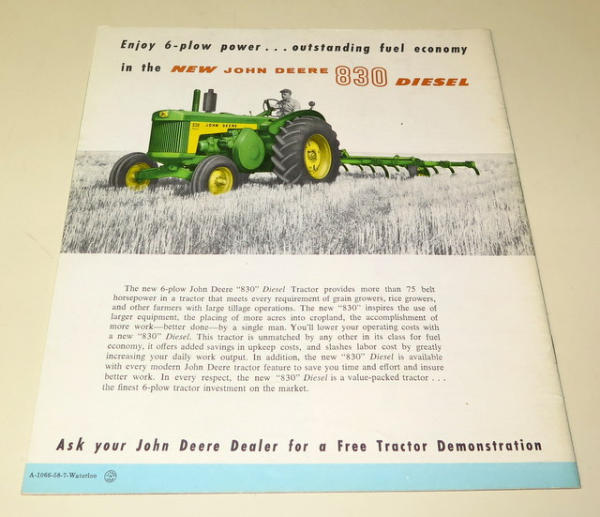 Enjoy 6-plow power . . . outstanding fuel economy
in the NEW JOHN DEERE 830 DIESEL
830 JOHN DEERE
The new 6-plow John Deere "830" Diesel Tractor provides more than 75 belt
horsepower in a tractor that meets every requirement of grain growers, rice growers,
and other farmers with large tillage operations. The new "830" inspires the use of
larger equipment, the placing of more acres into cropland, the accomplishment of
more work—better done—by a single man. You'll lower your operating costs with
a new "830" Diesel. This tractor is unmatched by any other in its class for fuel
economy, it offers added savings in upkeep costs, and slashes labor cost by greatly
increasing your daily work output. In addition, the new "830" Diesel is available
with every modern John Deere tractor feature to save you time and effort and insure
better work. In every respect, the new "830" Diesel is a value-packed tractor . . .
the finest 6-plow tractor investment on the market.
Ask your John Deere Dealer for a Free Tractor Demonstration
A-1066-58-7-Waterloo